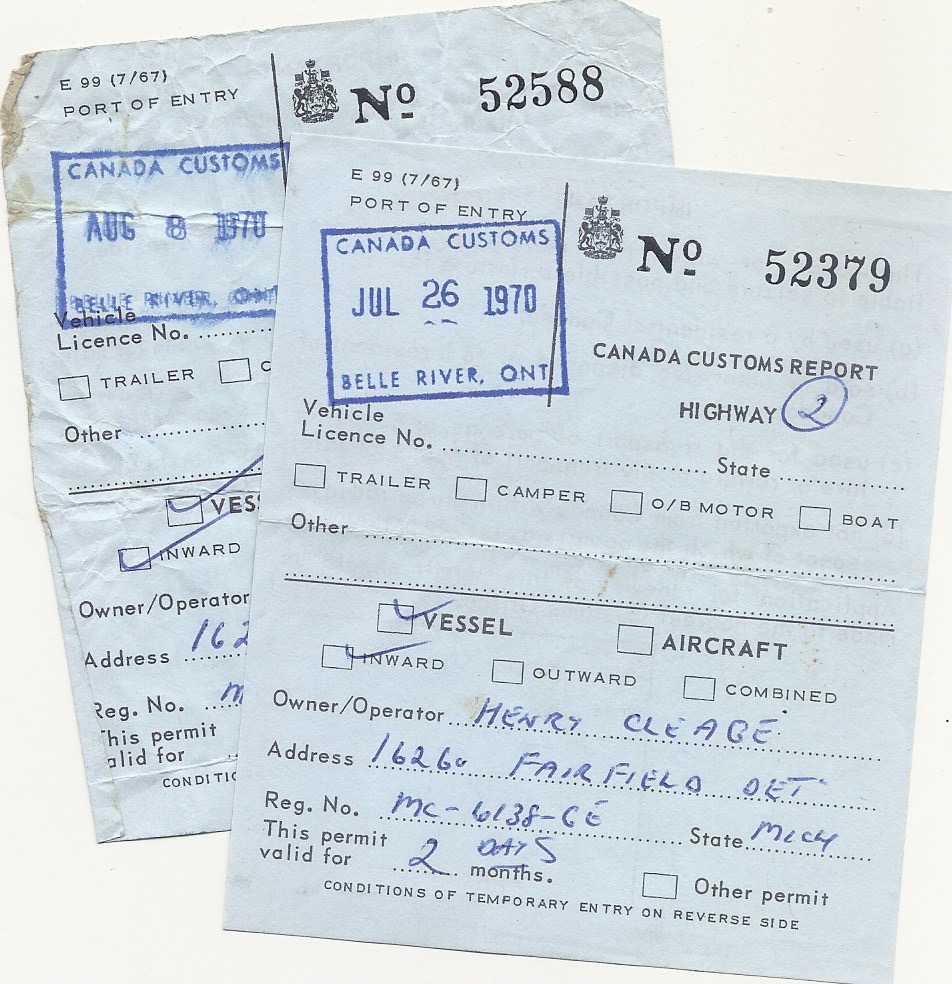 E 99 (7/67)
PORT OF ENTRY
Nº 52588
CANADA CUSTOMS
AUG 8 1970
BELLE RIVER, ONT
Vehicle
Licence No.
TRAILER C
Other
VESS
INWARD
Owner/Operator
Address 162
Reg. No. M
This permit
alid for
CONDITIO
E 99 (7/67)
PORT OF ENTRY
Nº 52379
CANADA CUSTOMS
JUL 26 1970
BELLE RIVER, ONT
CANADA CUSTOMS REPORT
HIGHWAY 2
Vehicle
Licence No. State
TRAILER CAMPER O/B MOTOR BOAT
Other
VESSEL AIRCRAFT
INWARD OUTWARD COMBINED
Owner/Operator HENRY CLEAGE
Address 16260 FAIRFIELD DET
Reg. No. MC-6138-CE State MICH
This permit
valid for 2 DAYS months.
Other permit
CONDITIONS OF TEMPORARY ENTRY ON REVERSE SIDE